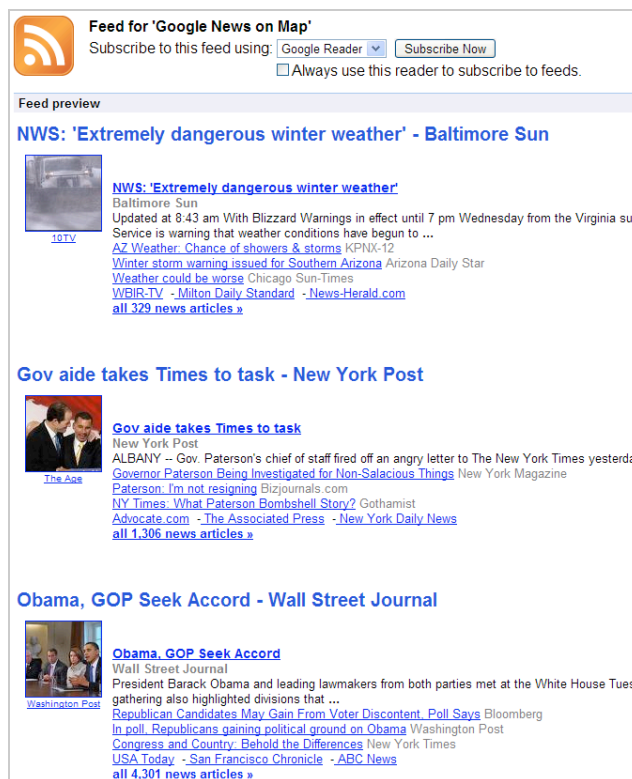 Feed for 'Google News on Map'
Subscribe to this feed using: Google Reader Subscribe Now
Always use this reader to subscribe to feeds.
Feed preview
NWS: 'Extremely dangerous winter weather' - Baltimore Sun
10TV
NWS: 'Extremely dangerous winter weather'
Baltimore Sun
Updated at 8:43 am With Blizzard Warnings in effect until 7 pm Wednesday from the Virginia su
Service is warning that weather conditions have begun to ...
AZ Weather: Chance of showers & storms KPNX-12
Winter storm warning issued for Southern Arizona Arizona Daily Star
Weather could be worse Chicago Sun-Times
WBIR-TV - Milton Daily Standard - News-Herald.com
all 329 news articles »
Gov aide takes Times to task - New York Post
The Age
Gov aide takes Times to task
New York Post
ALBANY -- Gov. Paterson's chief of staff fired off an angry letter to The New York Times yesterda
Governor Paterson Being Investigated for Non-Salacious Things New York Magazine
Paterson: I'm not resigning Bizjournals.com
NY Times: What Paterson Bombshell Story? Gothamist
Advocate.com - The Associated Press - New York Daily News
all 1,306 news articles »
Obama, GOP Seek Accord - Wall Street Journal
Washington Post
Obama, GOP Seek Accord
Wall Street Journal
President Barack Obama and leading lawmakers from both parties met at the White House Tues
gathering also highlighted divisions that ...
Republican Candidates May Gain From Voter Discontent, Poll Says Bloomberg
In poll, Republicans gaining political ground on Obama Washington Post
Congress and Country: Behold the Differences New York Times
USA Today - San Francisco Chronicle - ABC News
all 4,301 news articles »